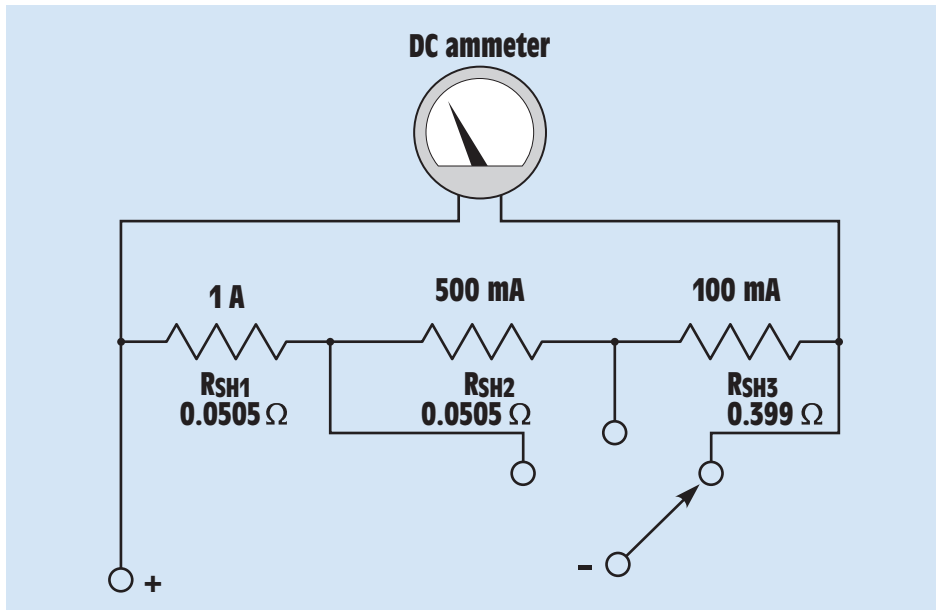 DC ammeter
1 A
500 mA
100 mA
RSH1
0.0505 Ω
RSH2
0.0505 Ω
RSH3
0.399 Ω
-
+